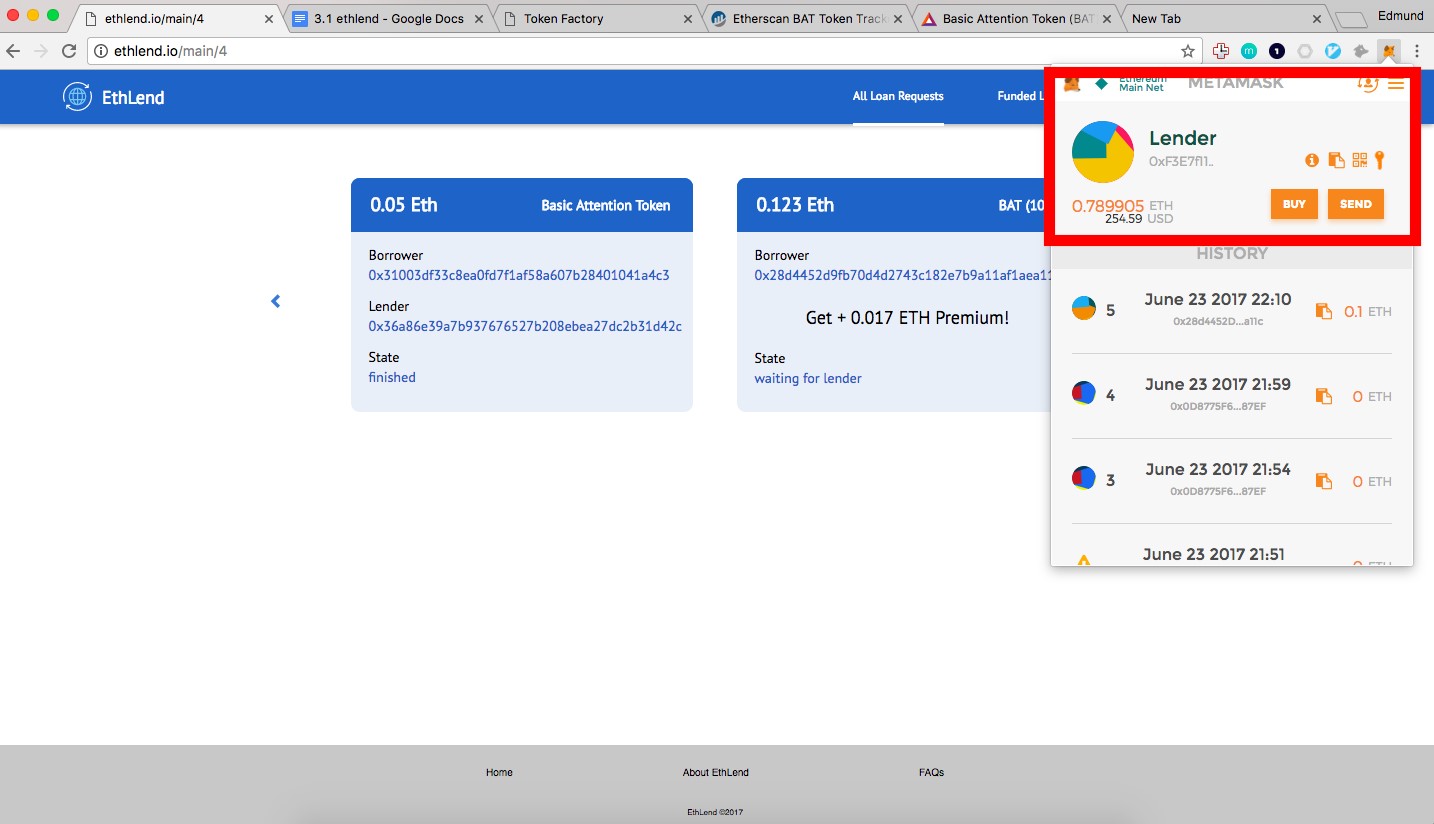 ethlend.io/main/4
3.1 ethlend - Google Docs
Token Factory
Etherscan BAT Token Track
Basic Attention Token (BAT
New Tab
Edmund
ethlend.io/main/4
EthLend
All Loan Requests
Funded L
Ethereum
Main Net
METAMASK
Lender
0xF3E7f11..
0.789905 ETH
254.59 USD
BUY
SEND
0.05 Eth
Basic Attention Token
Borrower
0x31003df33c8ea0fd7f1af58a607b28401041a4c3
Lender
0x36a86e39a7b937676527b208ebea27dc2b31d42c
State
finished
0.123 Eth
BAT (10
Borrower
0x28d4452d9fb70d4d2743c182e7b9a11af1aea11
Get + 0.017 ETH Premium!
State
waiting for lender
HISTORY
5
June 23 2017 22:10
0x28d4452D...a11c
0.1 ETH
4
June 23 2017 21:59
0x0D8775F6...87EF
0 ETH
3
June 23 2017 21:54
0x0D8775F6...87EF
0 ETH
June 23 2017 21:51
0 ETH
Home
About EthLend
FAQs
EthLend ©2017